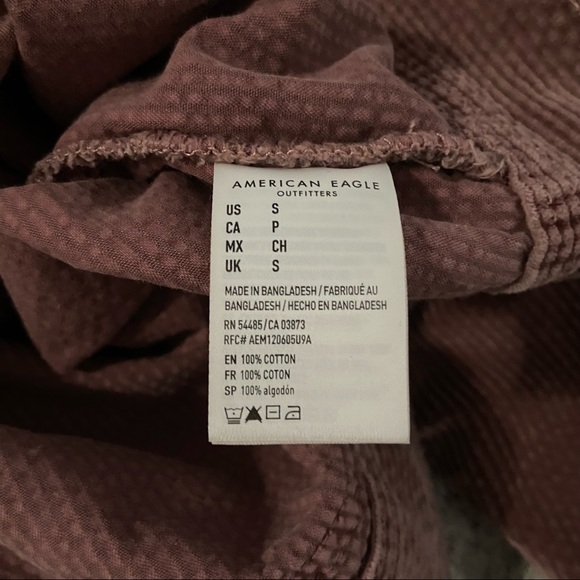 AMERICAN EAGLE
OUTFITTERS
US S
CA P
MX CH
UK S
MADE IN BANGLADESH / FABRIQUÉ AU
BANGLADESH / HECHO EN BANGLADESH
RN 54485/CA 03873
RFC# AEM120605U9A
EN 100% COTTON
FR 100% COTON
SP 100% algodón